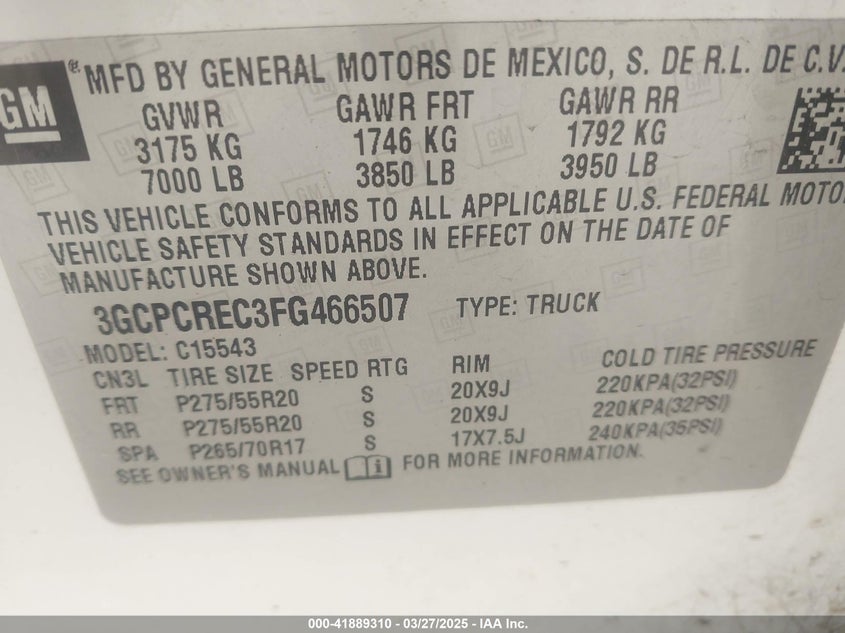 GM
® MFD BY GENERAL MOTORS DE MEXICO, S. DE R.L. DE C.V.
GVWR GAWR FRT GAWR RR
3175 KG 1746 KG 1792 KG
7000 LB 3850 LB 3950 LB
THIS VEHICLE CONFORMS TO ALL APPLICABLE U.S. FEDERAL MOTO
VEHICLE SAFETY STANDARDS IN EFFECT ON THE DATE OF
MANUFACTURE SHOWN ABOVE.
3GCPCREC3FG466507 TYPE: TRUCK
MODEL: C15543
CN3L TIRE SIZE SPEED RTG RIM COLD TIRE PRESSURE
FRT P275/55R20 S 20X9J 220KPA(32PSI)
RR P275/55R20 S 20X9J 220KPA(32PSI)
SPA P265/70R17 S 17X7.5J 240KPA(35PSI)
SEE OWNER'S MANUAL FOR MORE INFORMATION.
000-41889310 | 03/27/2025 - © IAA Inc.